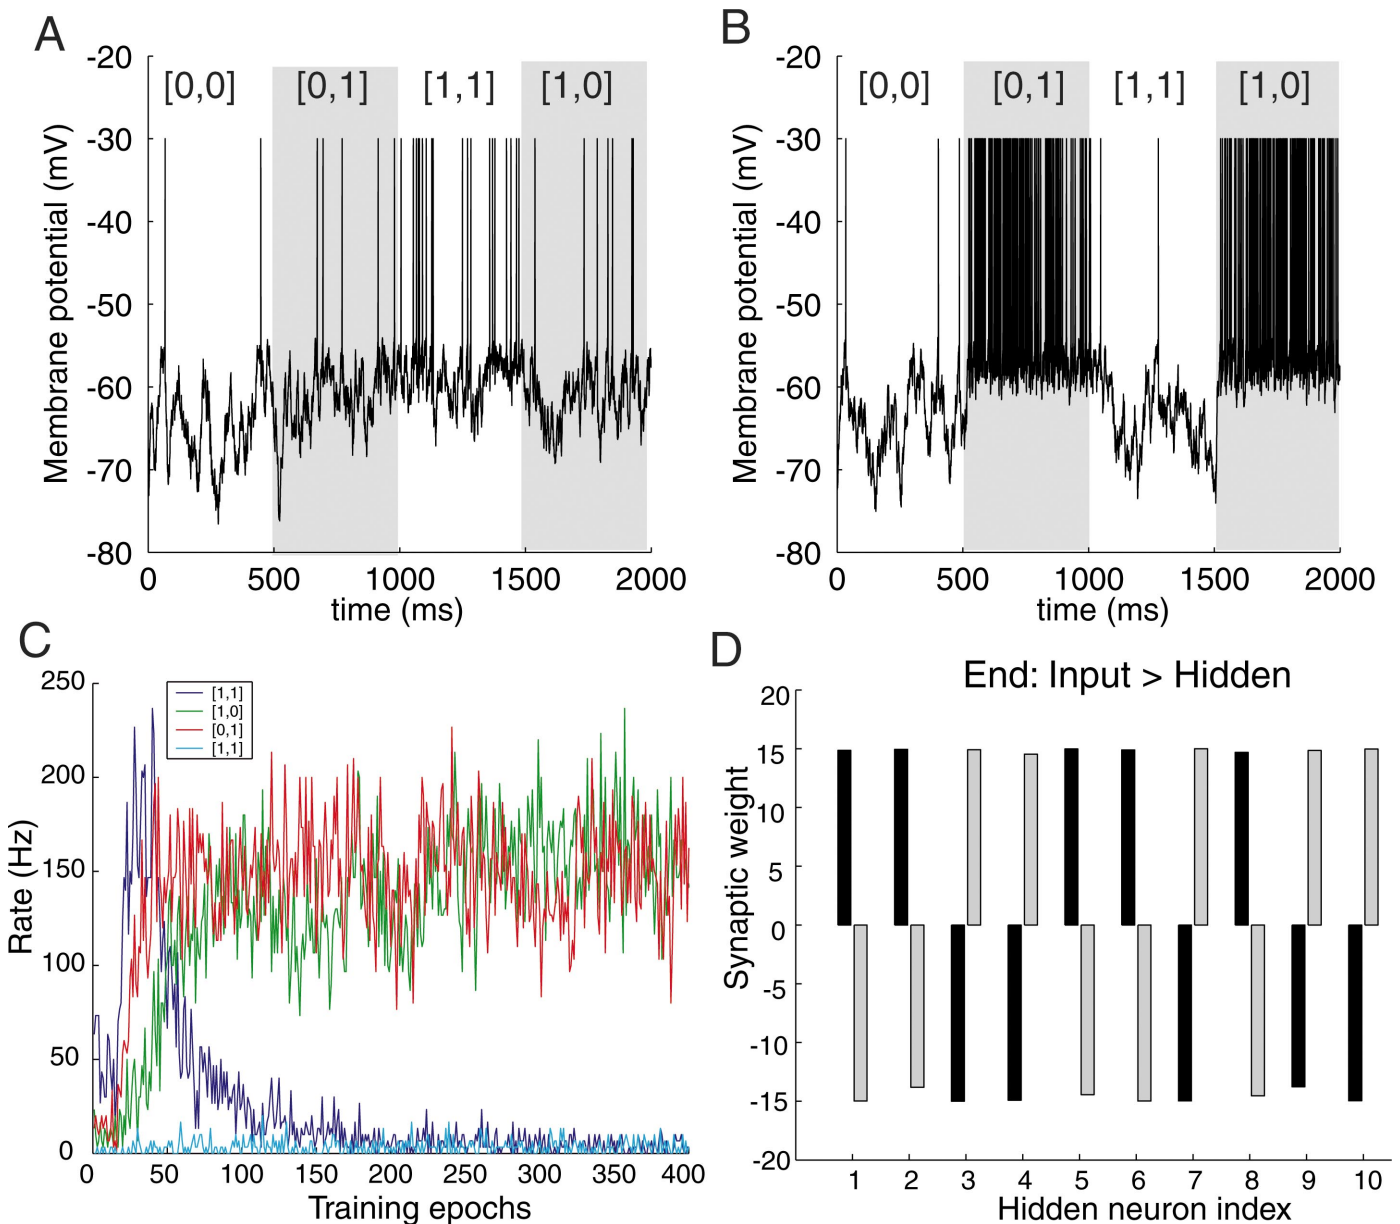 A
-20
-30
-40
-50
-60
-70
-80
Membrane potential (mV)
[0,0] [0,1] [1,1] [1,0]
0 500 1000 1500 2000
time (ms)
B
-20
-30
-40
-50
-60
-70
-80
Membrane potential (mV)
[0,0] [0,1] [1,1] [1,0]
0 500 1000 1500 2000
time (ms)
C
250
200
150
100
50
0
Rate (Hz)
[1,1]
[1,0]
[0,1]
[1,1]
0 50 100 150 200 250 300 350 400
Training epochs
D
End: Input > Hidden
20
15
10
5
0
-5
-10
-15
-20
Synaptic weight
1 2 3 4 5 6 7 8 9 10
Hidden neuron index